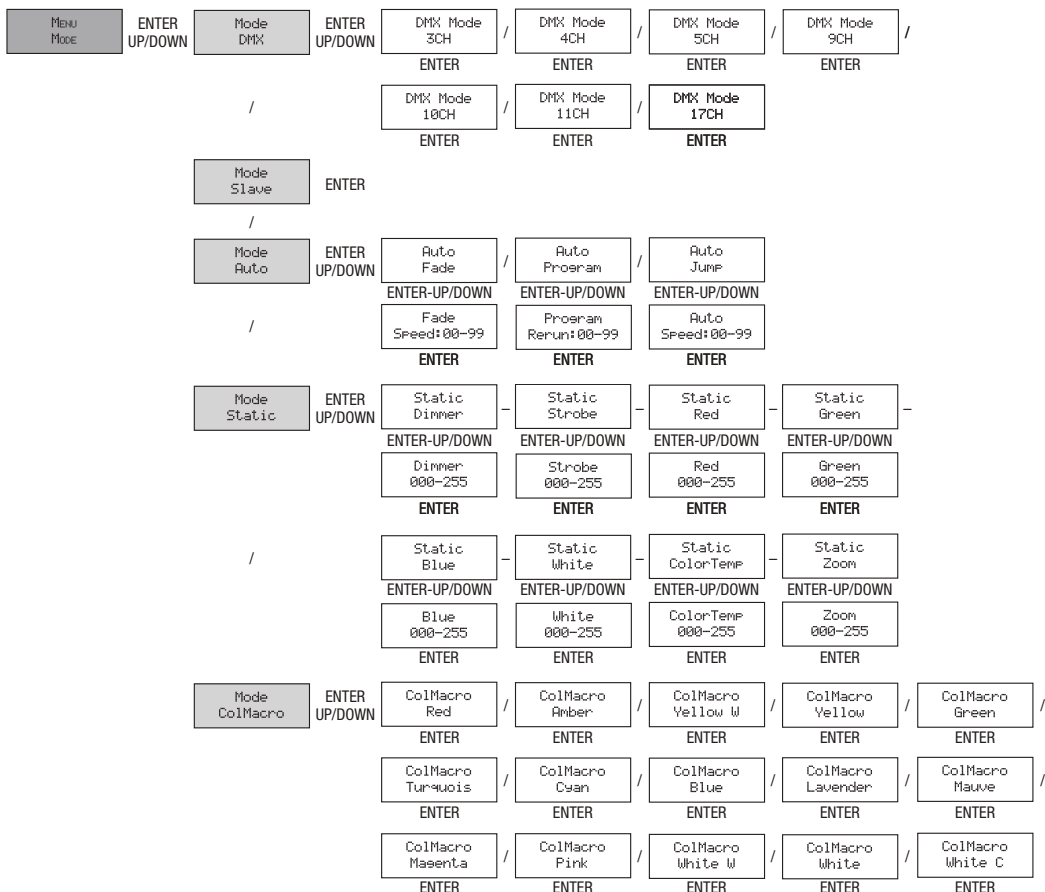 MENU ENTER Mode ENTER DMX Mode / DMX Mode / DMX Mode / DMX Mode /
MODE UP/DOWN DMX UP/DOWN 3CH 4CH 5CH 9CH
ENTER ENTER ENTER ENTER
/ DMX Mode / DMX Mode / DMX Mode
10CH 11CH 17CH
ENTER ENTER ENTER
Mode ENTER
Slave
/
Mode ENTER Auto / Auto / Auto
Auto UP/DOWN Fade Program Jump
ENTER-UP/DOWN ENTER-UP/DOWN ENTER-UP/DOWN
/ Fade Program Auto
Speed:00-99 Rerun:00-99 Speed:00-99
ENTER ENTER ENTER
Mode ENTER Static – Static – Static – Static –
Static UP/DOWN Dimmer Strobe Red Green
ENTER-UP/DOWN ENTER-UP/DOWN ENTER-UP/DOWN ENTER-UP/DOWN
Dimmer Strobe Red Green
000-255 000-255 000-255 000-255
ENTER ENTER ENTER ENTER
/ Static – Static – Static – Static
Blue White ColorTemp Zoom
ENTER-UP/DOWN ENTER-UP/DOWN ENTER-UP/DOWN ENTER-UP/DOWN
Blue White ColorTemp Zoom
000-255 000-255 000-255 000-255
ENTER ENTER ENTER ENTER
Mode ENTER ColMacro / ColMacro / ColMacro / ColMacro / ColMacro /
ColMacro UP/DOWN Red Amber Yellow W Yellow Green
ENTER ENTER ENTER ENTER ENTER
ColMacro / ColMacro / ColMacro / ColMacro / ColMacro /
Turquois Cyan Blue Lavender Mauve
ENTER ENTER ENTER ENTER ENTER
ColMacro / ColMacro / ColMacro / ColMacro / ColMacro
Magenta Pink White W White White C
ENTER ENTER ENTER ENTER ENTER